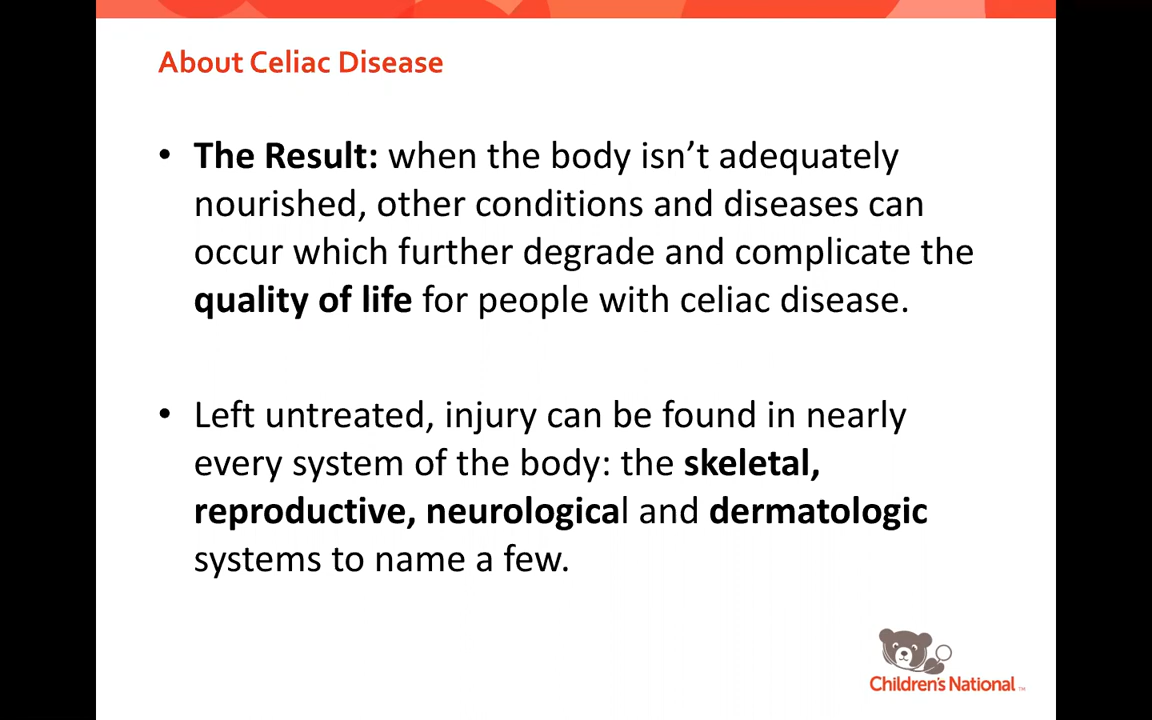 About Celiac Disease
• The Result: when the body isn’t adequately
nourished, other conditions and diseases can
occur which further degrade and complicate the
quality of life for people with celiac disease.
• Left untreated, injury can be found in nearly
every system of the body: the skeletal,
reproductive, neurological and dermatologic
systems to name a few.
Children's National ™